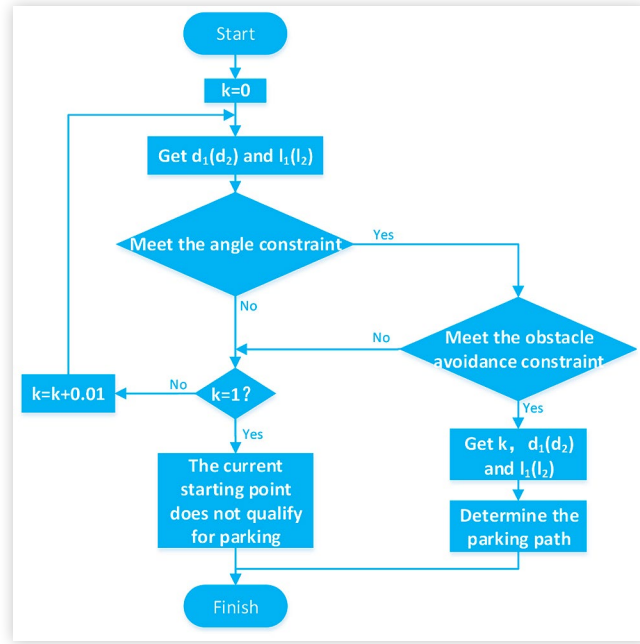 Start
k=0
Get d₁(d₂) and l₁(l₂)
Meet the angle constraint
Yes
No
No
Meet the obstacle
avoidance constraint
k=k+0.01
No
k=1?
Yes
Yes
The current
starting point
does not qualify
for parking
Get k， d₁(d₂)
and l₁(l₂)
Determine the
parking path
Finish